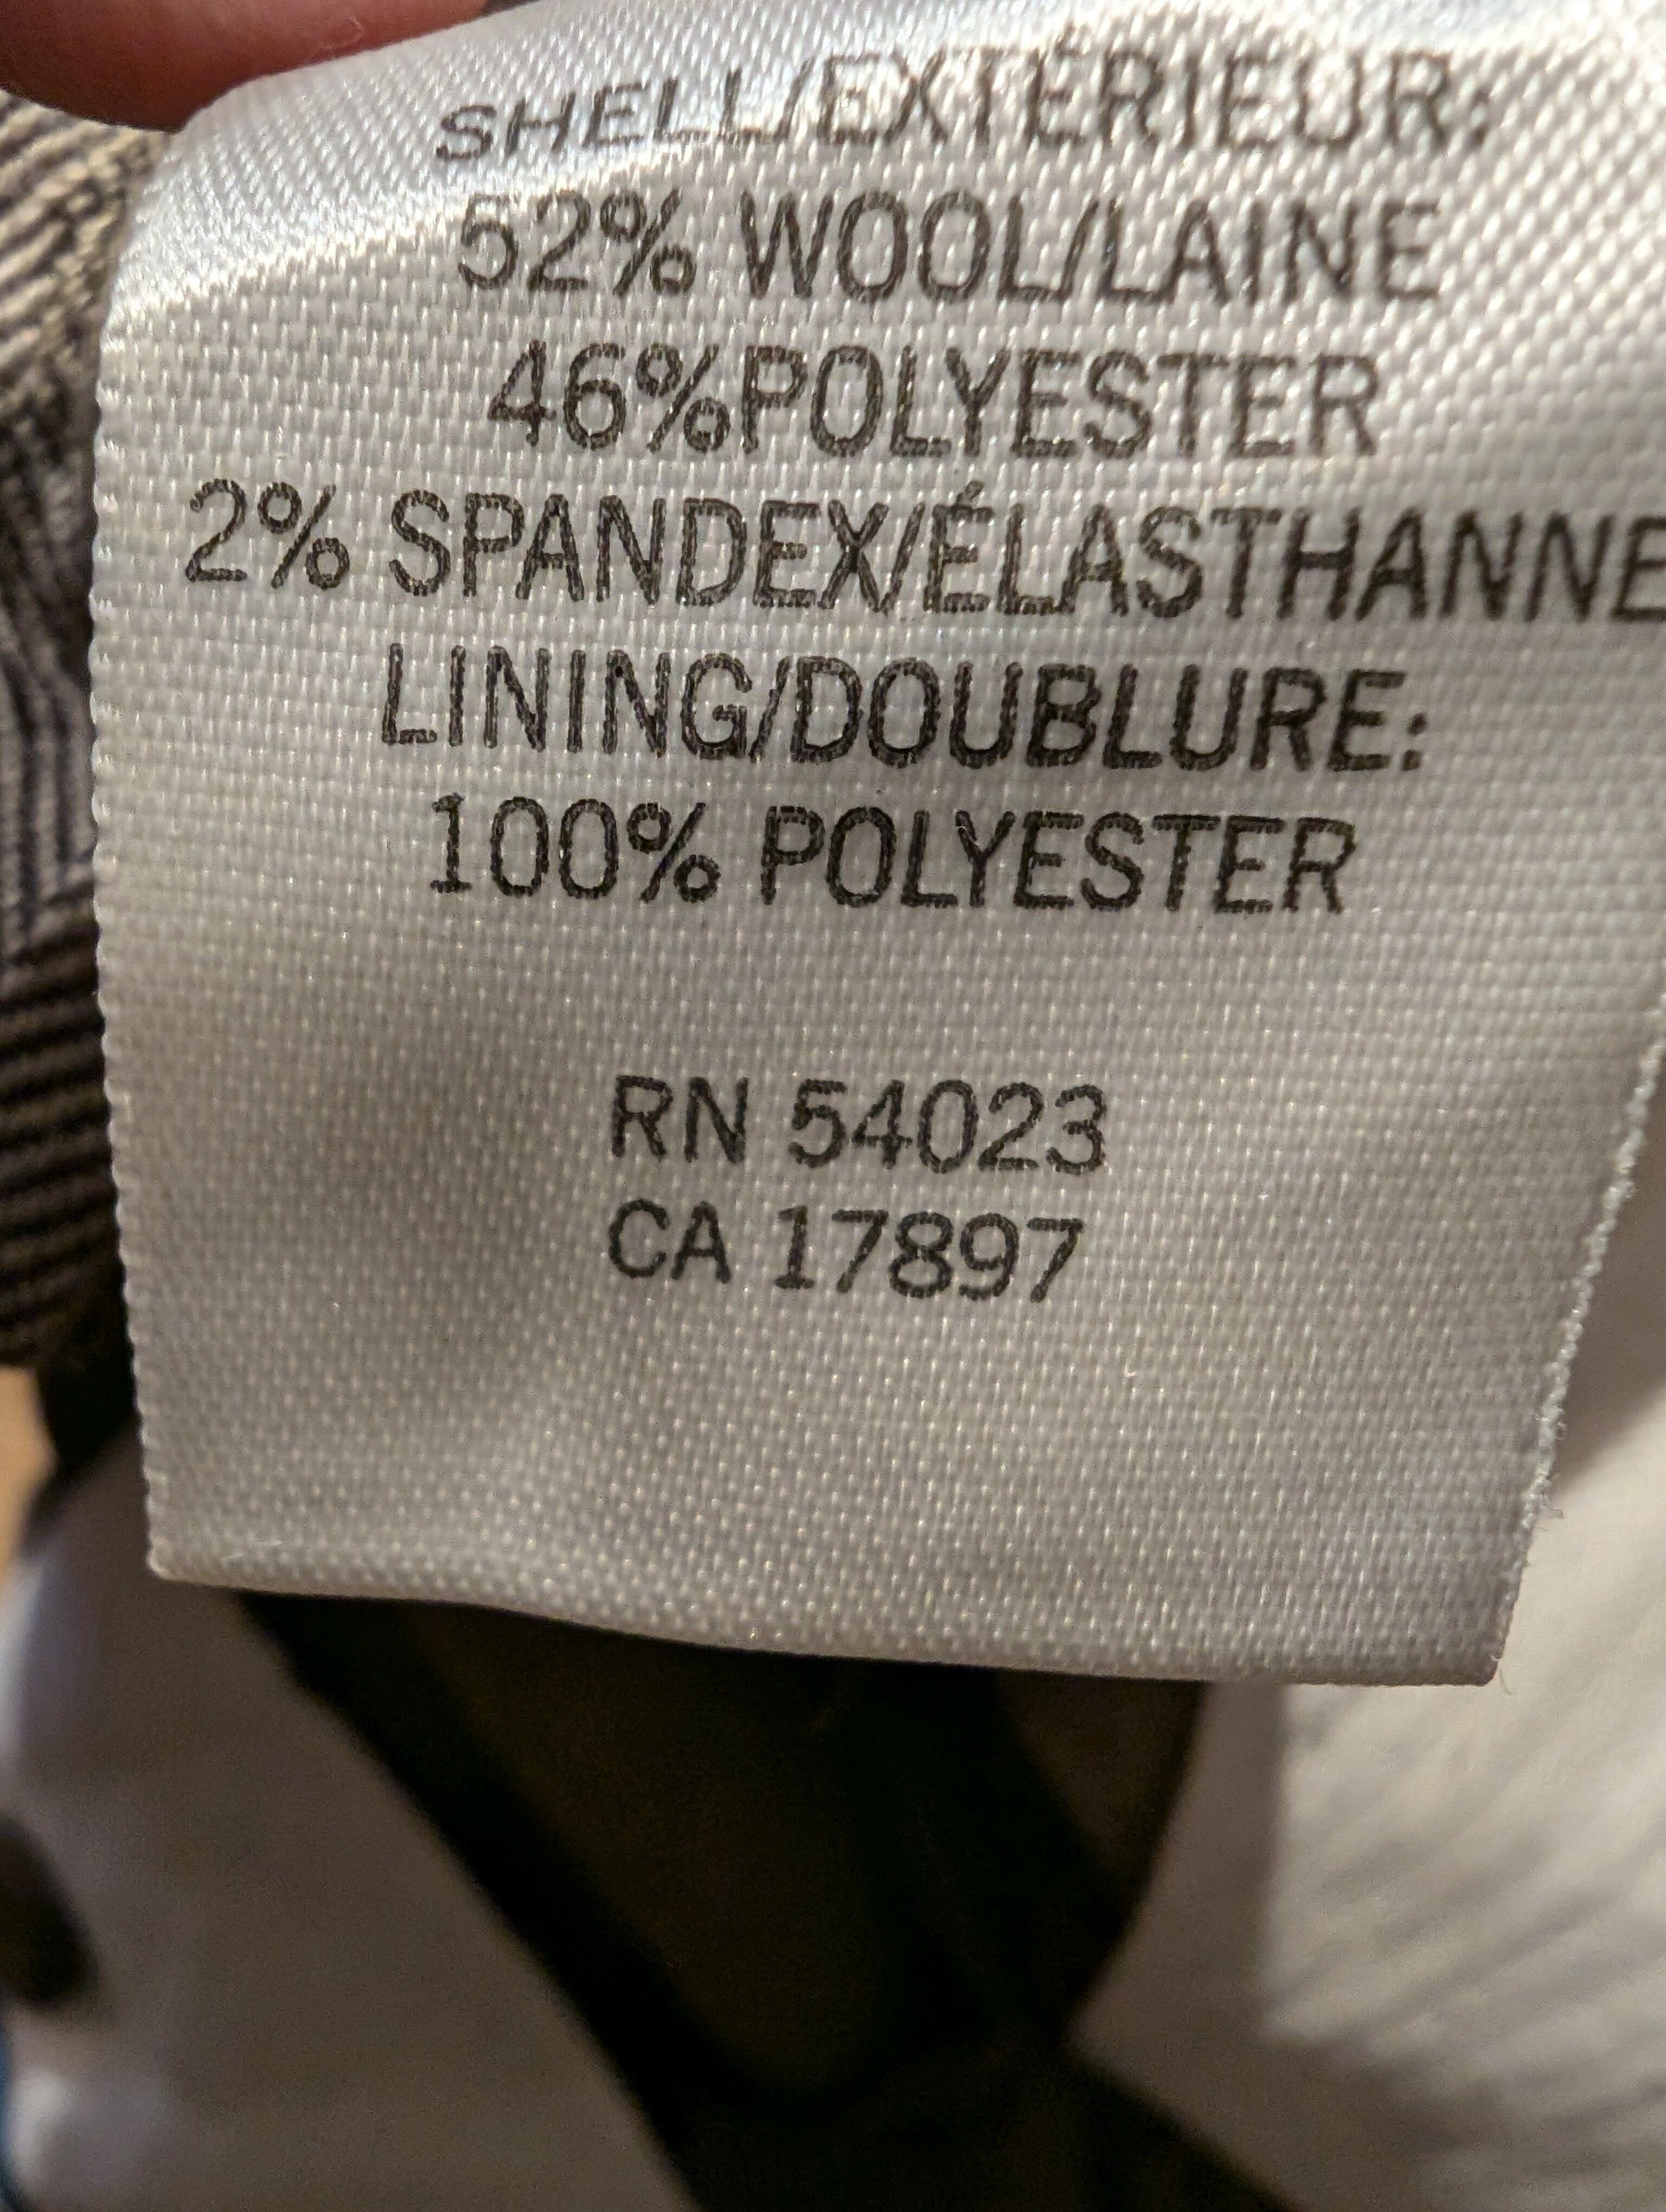 SHELL/EXTÉRIEUR:
52% WOOL/LAINE
46%POLYESTER
2% SPANDEX/ÉLASTHANNE
LINING/DOUBLURE:
100% POLYESTER
RN 54023
CA 17897